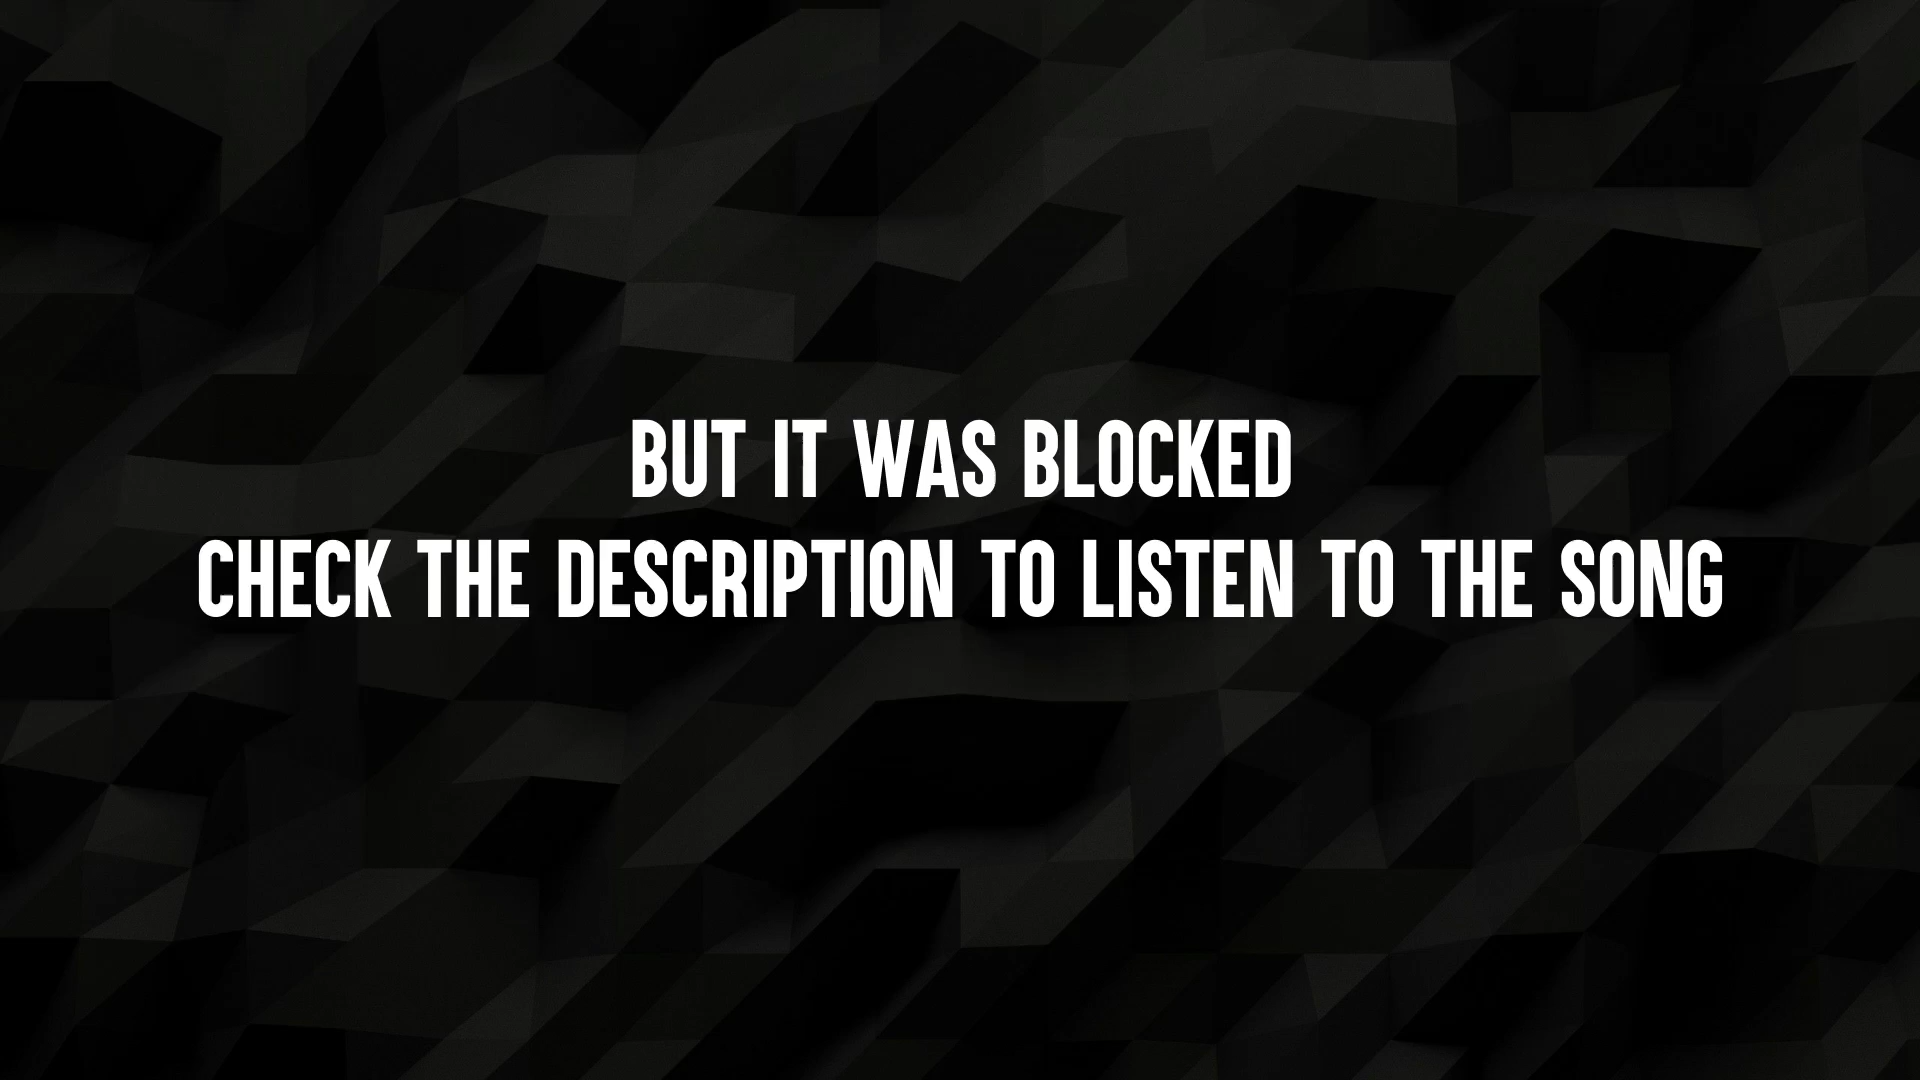 BUT IT WAS BLOCKED
CHECK THE DESCRIPTION TO LISTEN TO THE SONG